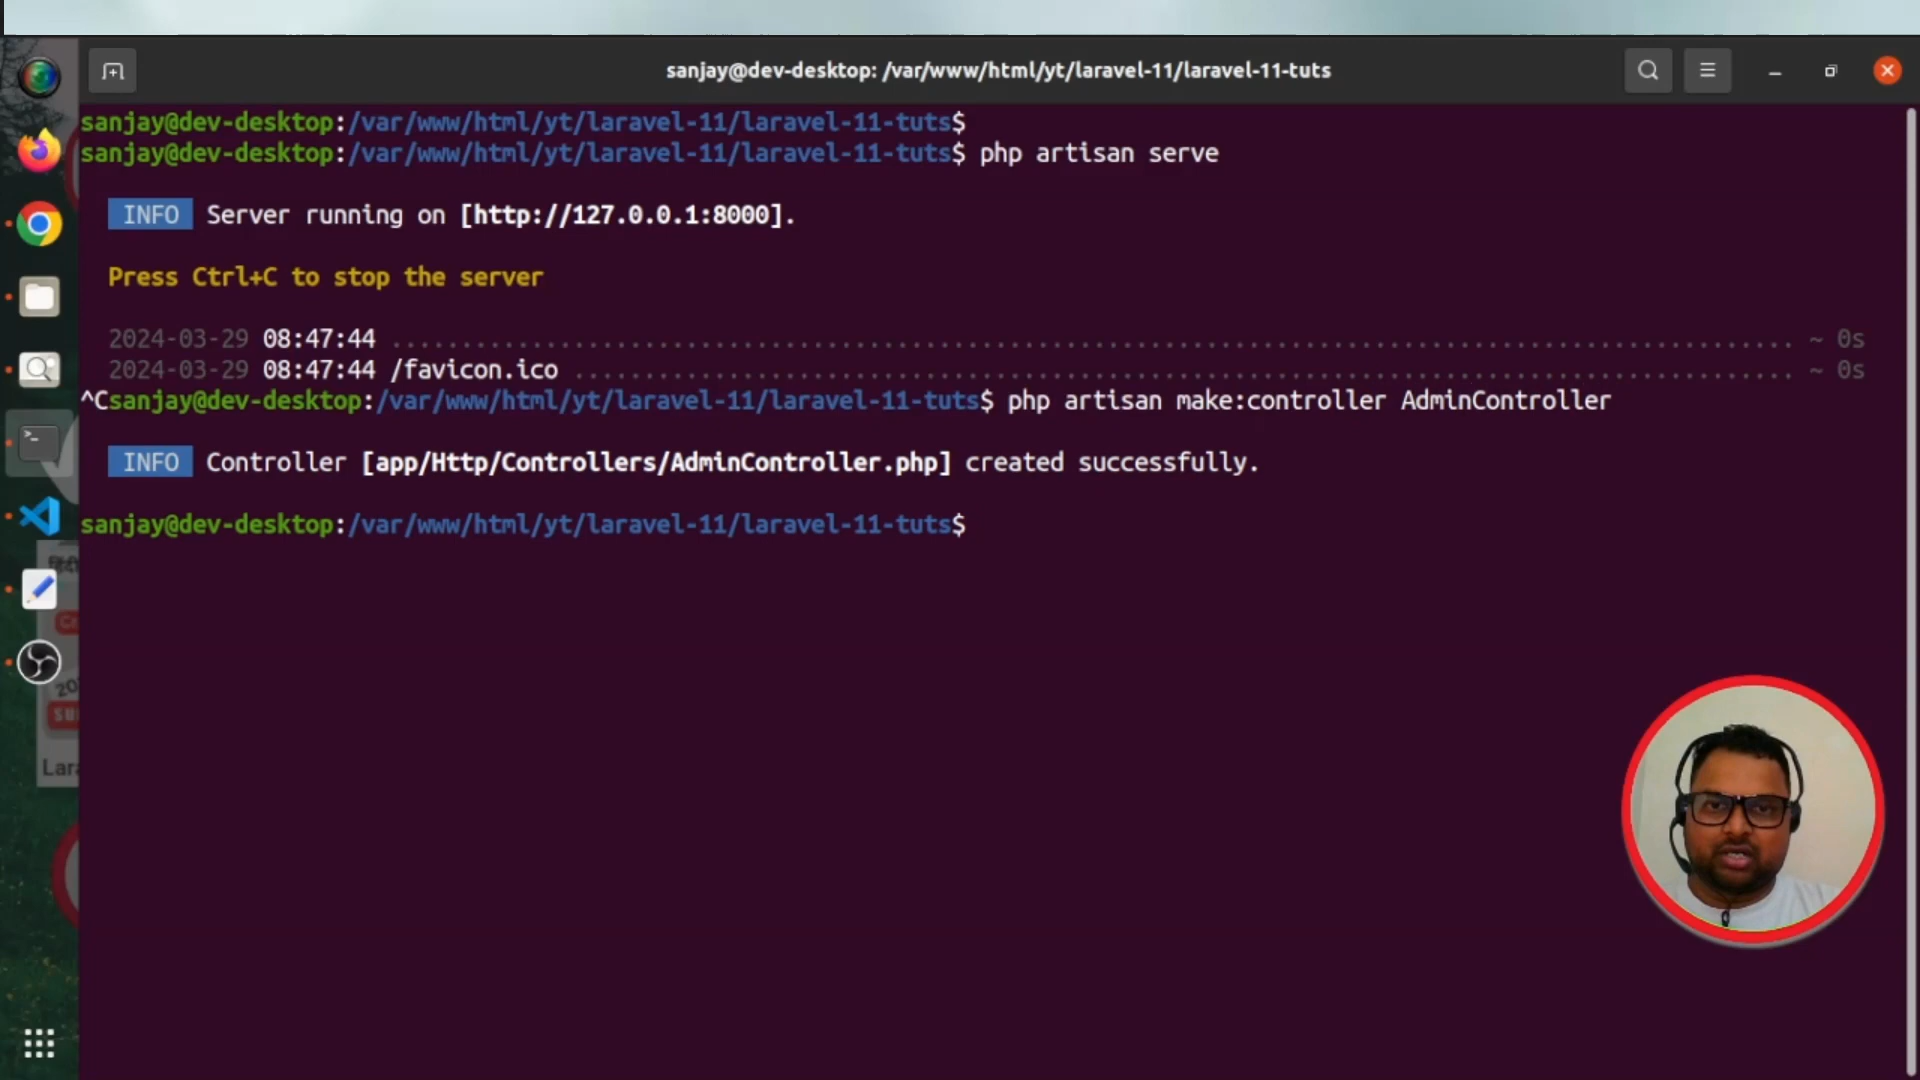 sanjay@dev-desktop: /var/www/html/yt/laravel-11/laravel-11-tuts
sanjay@dev-desktop:/var/www/html/yt/laravel-11/laravel-11-tuts$
sanjay@dev-desktop:/var/www/html/yt/laravel-11/laravel-11-tuts$ php artisan serve
INFO Server running on [http://127.0.0.1:8000].
Press Ctrl+C to stop the server
2024-03-29 08:47:44 ................................................................................................... ~ 0s
2024-03-29 08:47:44 /favicon.ico ...................................................................................... ~ 0s
^Csanjay@dev-desktop:/var/www/html/yt/laravel-11/laravel-11-tuts$ php artisan make:controller AdminController
INFO Controller [app/Http/Controllers/AdminController.php] created successfully.
sanjay@dev-desktop:/var/www/html/yt/laravel-11/laravel-11-tuts$